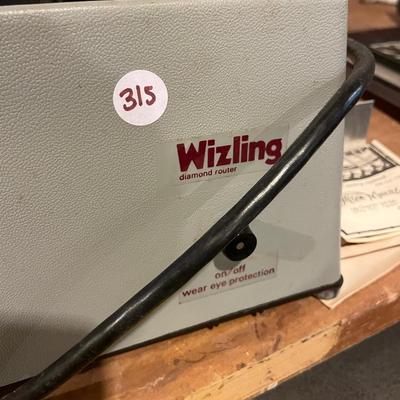 315
Wizling
diamond router
on/off
wear eye protection